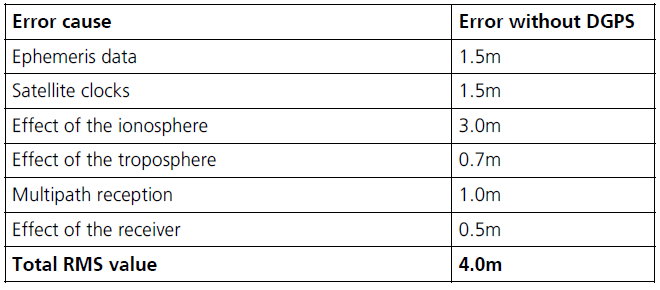 Error cause Error without DGPS
Ephemeris data 1.5m
Satellite clocks 1.5m
Effect of the ionosphere 3.0m
Effect of the troposphere 0.7m
Multipath reception 1.0m
Effect of the receiver 0.5m
Total RMS value 4.0m